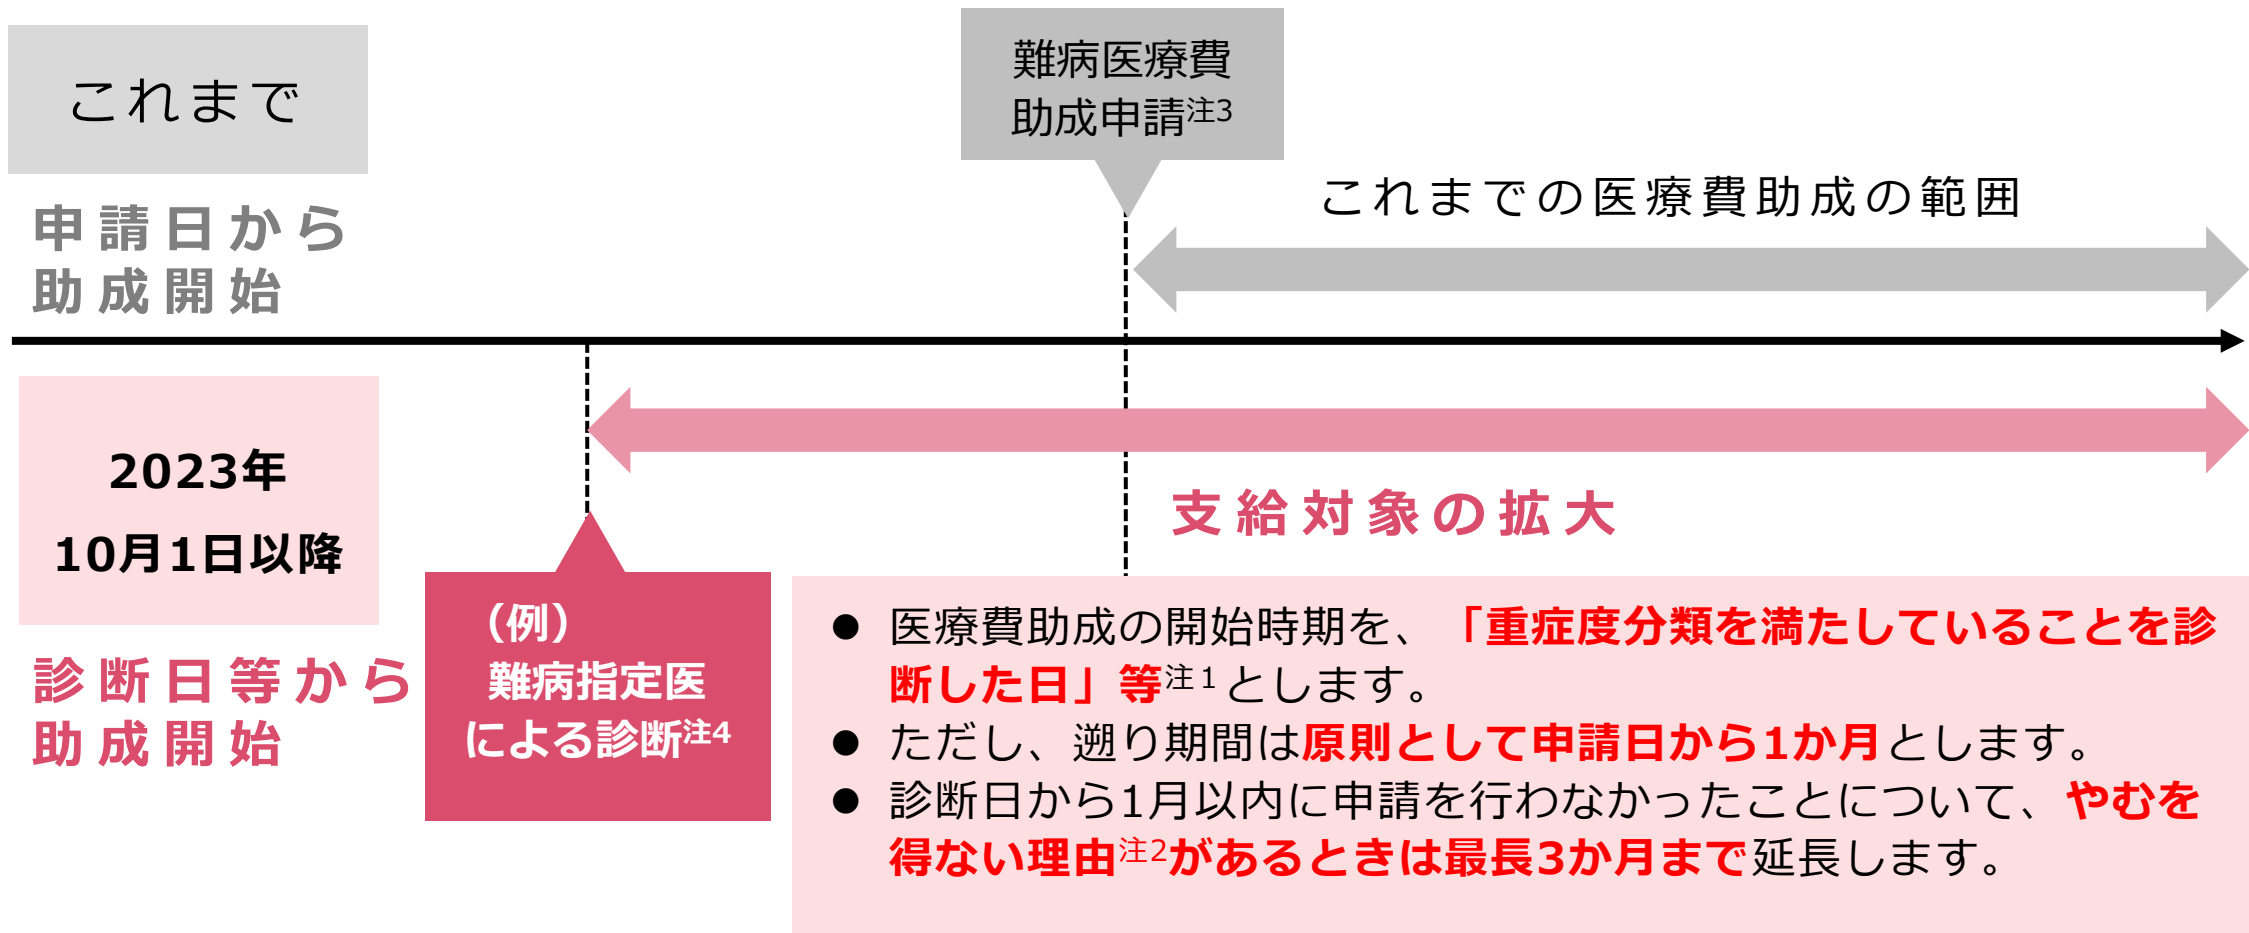 これまで
申請日から
助成開始
難病医療費
助成申請注3
これまでの医療費助成の範囲
2023年
10月1日以降
診断日等から
助成開始
（例）
難病指定医
による診断注4
支給対象の拡大
● 医療費助成の開始時期を、「重症度分類を満たしていることを診
断した日」等注１とします。
● ただし、遡り期間は原則として申請日から1か月とします。
● 診断日から1月以内に申請を行わなかったことについて、やむを
得ない理由注2があるときは最長3か月まで延長します。